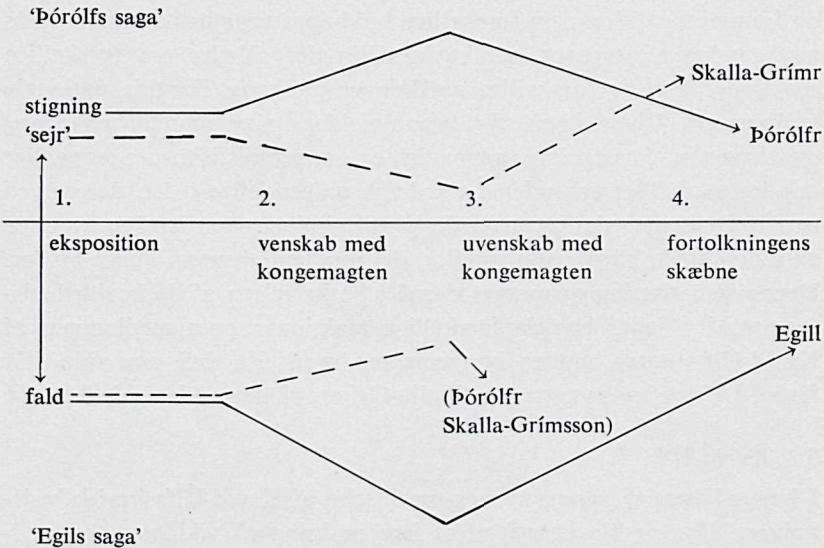 ‘Þórólfs saga’
Skalla-Grímr
stigning
‘sejr’
Þórólfr
1.
2.
3.
4.
eksposition
venskab med
kongemagten
uvenskab med
kongemagten
fortolkningens
skæbne
Egill
fald
(Þórólfr
Skalla-Grímsson)
‘Egils saga’